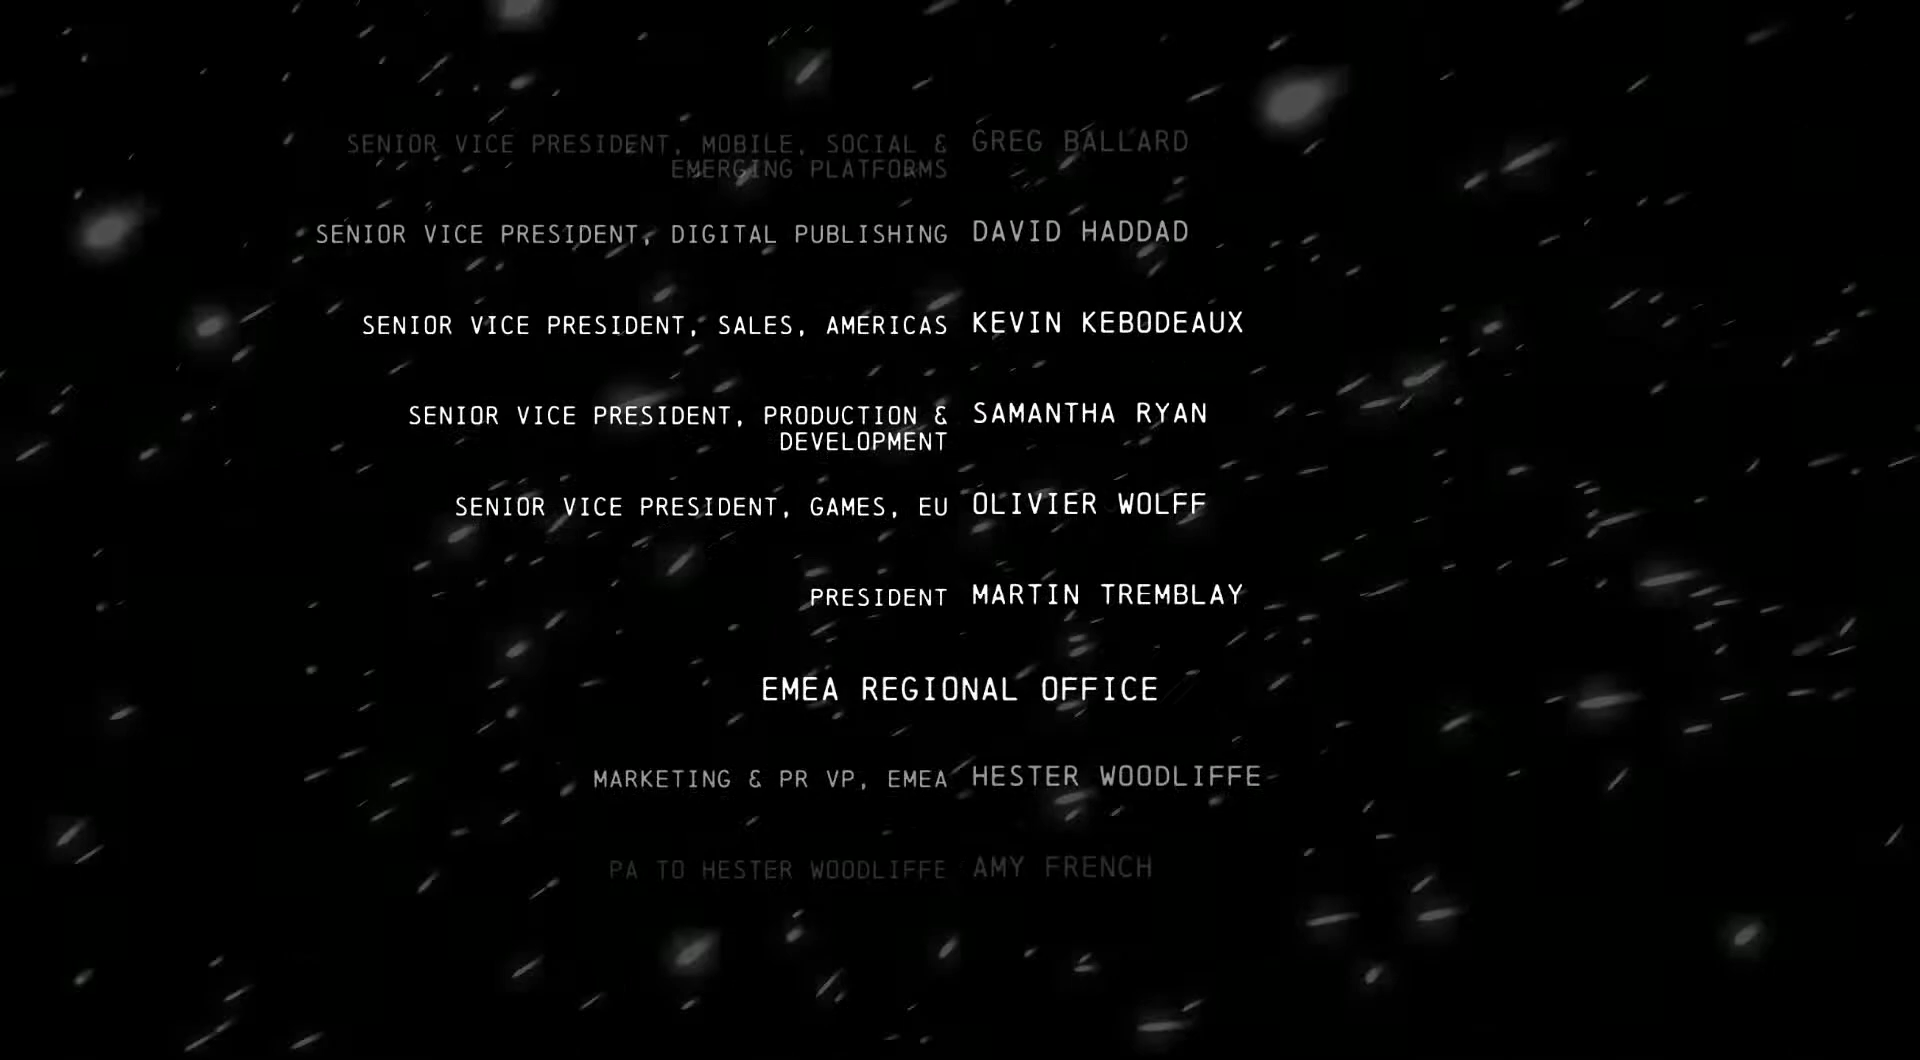 SENIOR VICE PRESIDENT, MOBILE, SOCIAL & GREG BALLARD
EMERGING PLATFORMS
SENIOR VICE PRESIDENT, DIGITAL PUBLISHING DAVID HADDAD
SENIOR VICE PRESIDENT, SALES, AMERICAS KEVIN KEBODEAUX
SENIOR VICE PRESIDENT, PRODUCTION & SAMANTHA RYAN
DEVELOPMENT
SENIOR VICE PRESIDENT, GAMES, EU OLIVIER WOLFF
PRESIDENT MARTIN TREMBLAY
EMEA REGIONAL OFFICE
MARKETING & PR VP, EMEA HESTER WOODLIFFE
PA TO HESTER WOODLIFFE AMY FRENCH